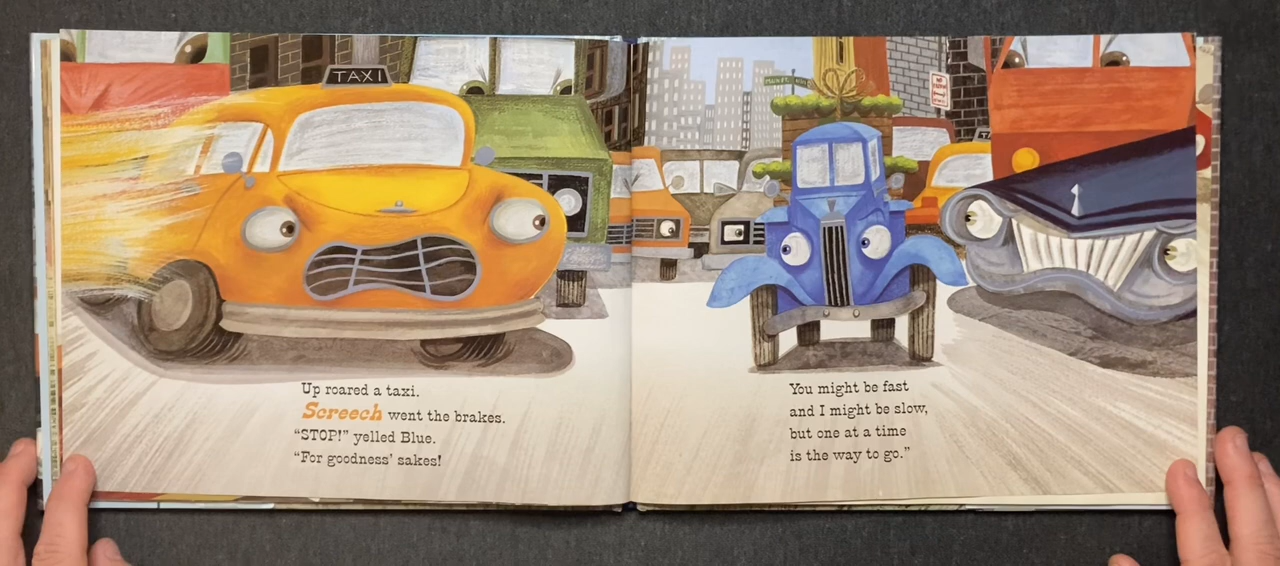 TAXI
Up roared a taxi.
Screech went the brakes.
“STOP!” yelled Blue.
“For goodness’ sakes!
You might be fast
and I might be slow,
but one at a time
is the way to go.”